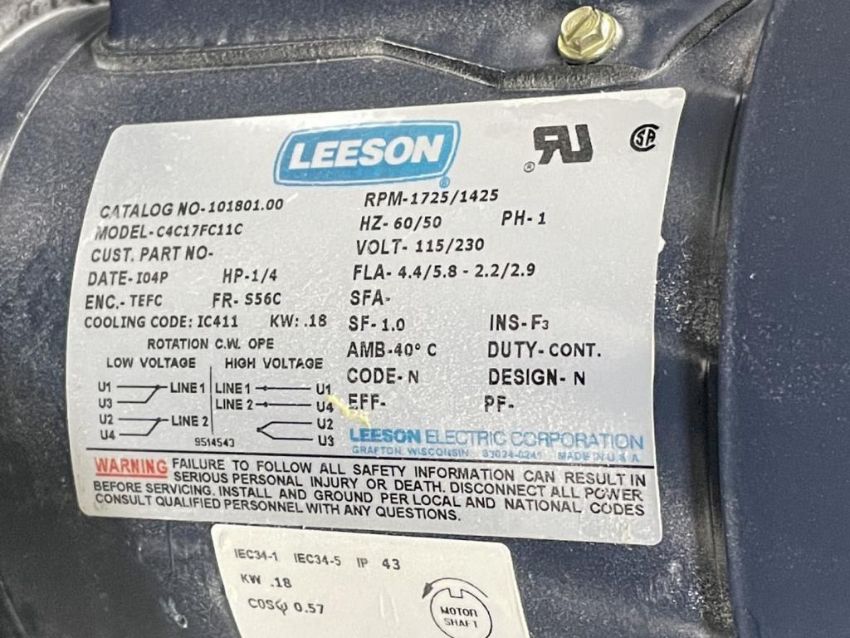 LEESON
CATALOG NO-101801.00
MODEL-C4C17FC11C
CUST. PART NO-
DATE-I04P HP-1/4
ENC.-TEFC FR-S56C
COOLING CODE: IC411 KW: .18
RPM-1725/1425
HZ-60/50 PH-1
VOLT-115/230
FLA-4.4/5.8 - 2.2/2.9
SFA-
SF-1.0 INS-F3
AMB-40° C DUTY-CONT.
CODE-N DESIGN-N
EFF- PF-
ROTATION C.W. OPE
LOW VOLTAGE HIGH VOLTAGE
U1 LINE 1 LINE 1 U1
U3 LINE 2 U4
U2 LINE 2 U2
U4 U3
9514543
LEESON ELECTRIC CORPORATION
GRAFTON, WISCONSIN 53024-0241 MADE IN U.S.A.
WARNING FAILURE TO FOLLOW ALL SAFETY INFORMATION CAN RESULT IN
SERIOUS PERSONAL INJURY OR DEATH. DISCONNECT ALL POWER
BEFORE SERVICING. INSTALL AND GROUND PER LOCAL AND NATIONAL CODES
CONSULT QUALIFIED PERSONNEL WITH ANY QUESTIONS.
IEC34-1 IEC34-5 IP 43
KW .18
COSφ 0.57
MOTOR
SHAFT